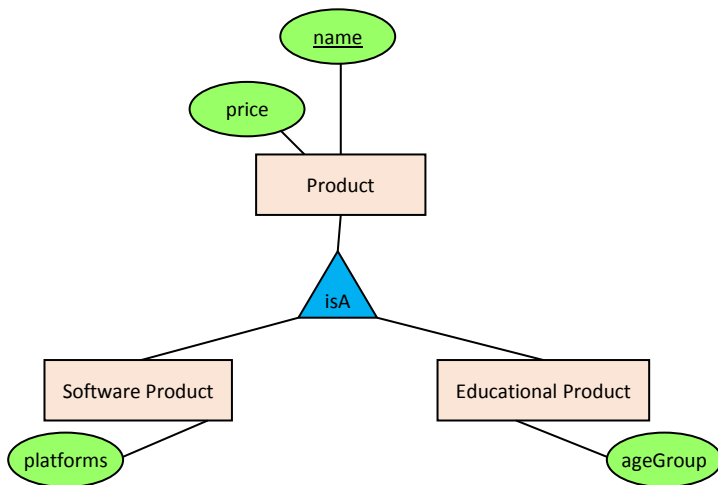 name
price
Product
isA
Software Product
Educational Product
platforms
ageGroup